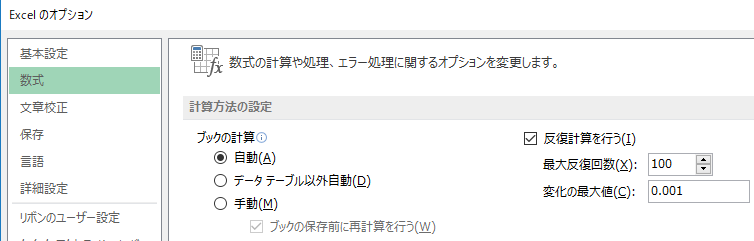 Excel のオプション
基本設定
数式
文章校正
保存
言語
詳細設定
リボンのユーザー設定
fx
数式の計算や処理、エラー処理に関するオプションを変更します。
計算方法の設定
ブックの計算
自動(A)
データ テーブル以外自動(D)
手動(M)
ブックの保存前に再計算を行う(W)
反復計算を行う(I)
最大反復回数(X): 100
変化の最大値(C): 0.001